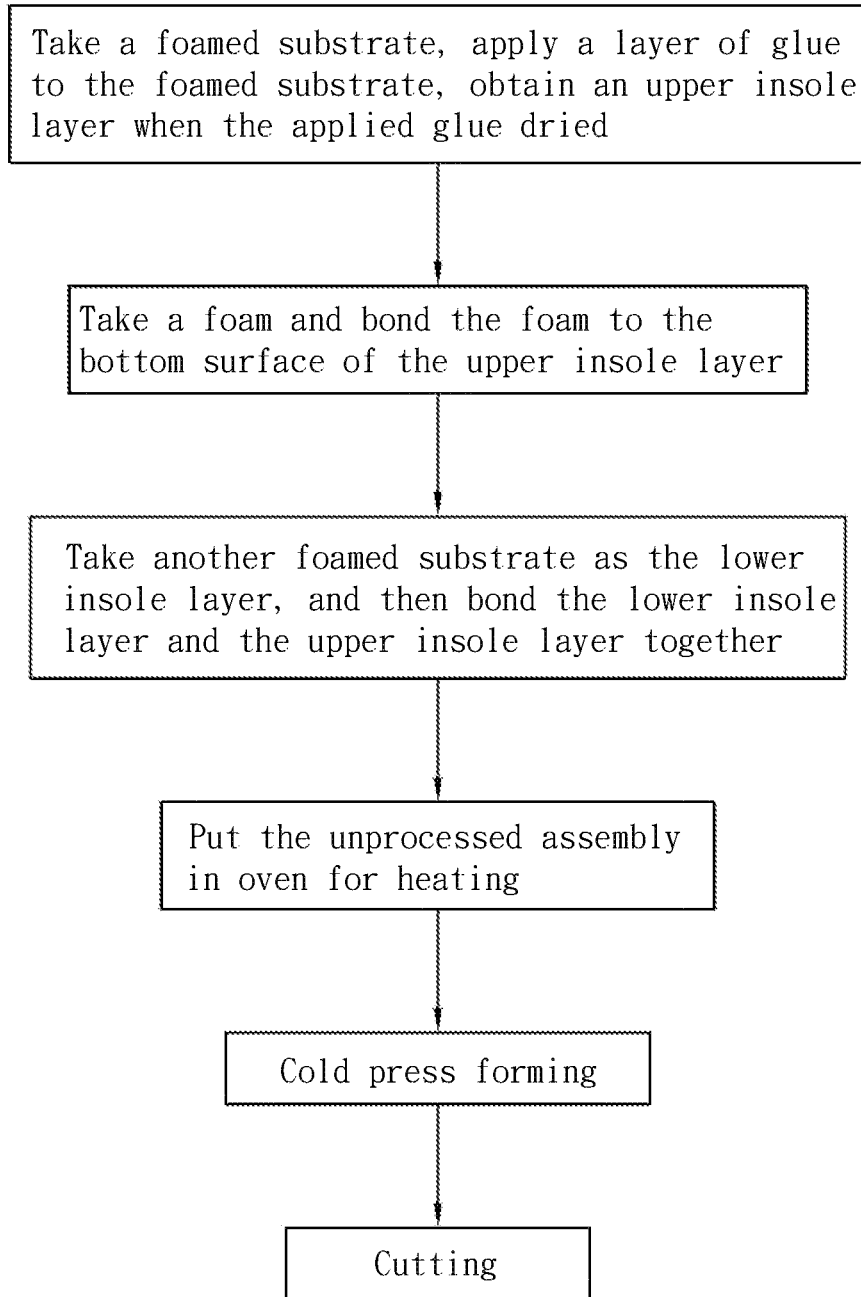 Take a foamed substrate, apply a layer of glue
to the foamed substrate, obtain an upper insole
layer when the applied glue dried
Take a foam and bond the foam to the
bottom surface of the upper insole layer
Take another foamed substrate as the lower
insole layer, and then bond the lower insole
layer and the upper insole layer together
Put the unprocessed assembly
in oven for heating
Cold press forming
Cutting